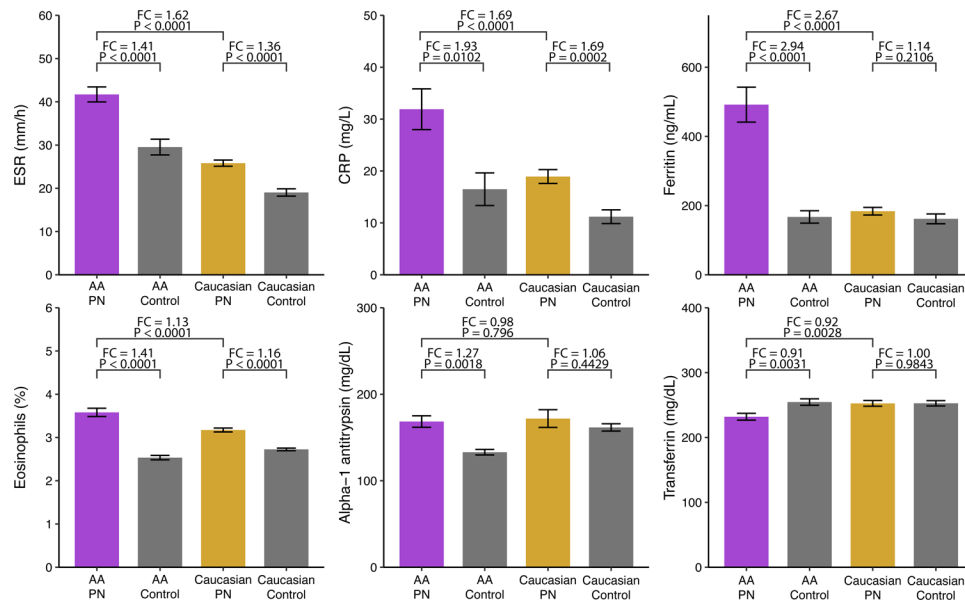 60
50
40
30
20
10
0
ESR (mm/h)
FC = 1.62
P < 0.0001
FC = 1.41
P < 0.0001
FC = 1.36
P < 0.0001
AA
PN
AA
Control
Caucasian
PN
Caucasian
Control
50
40
30
20
10
0
CRP (mg/L)
FC = 1.69
P < 0.0001
FC = 1.93
P = 0.0102
FC = 1.69
P = 0.0002
AA
PN
AA
Control
Caucasian
PN
Caucasian
Control
600
400
200
0
Ferritin (ng/mL)
FC = 2.67
P < 0.0001
FC = 2.94
P < 0.0001
FC = 1.14
P = 0.2106
AA
PN
AA
Control
Caucasian
PN
Caucasian
Control
6
5
4
3
2
1
0
Eosinophils (%)
FC = 1.13
P < 0.0001
FC = 1.41
P < 0.0001
FC = 1.16
P < 0.0001
AA
PN
AA
Control
Caucasian
PN
Caucasian
Control
300
200
100
0
Alpha−1 antitrypsin (mg/dL)
FC = 0.98
P = 0.796
FC = 1.27
P = 0.0018
FC = 1.06
P = 0.4429
AA
PN
AA
Control
Caucasian
PN
Caucasian
Control
400
300
200
100
0
Transferrin (mg/dL)
FC = 0.92
P = 0.0028
FC = 0.91
P = 0.0031
FC = 1.00
P = 0.9843
AA
PN
AA
Control
Caucasian
PN
Caucasian
Control